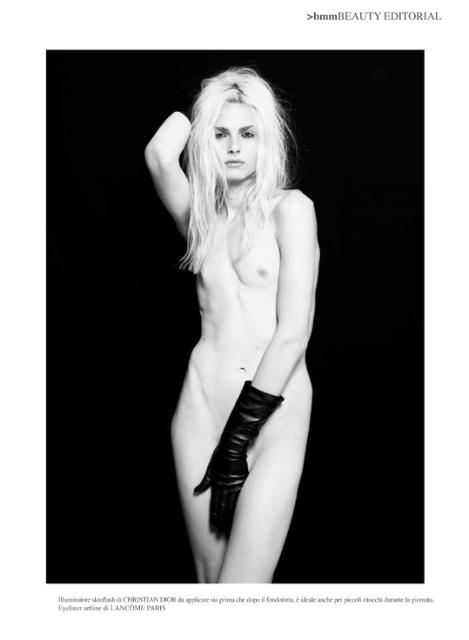 >bmmBEAUTY EDITORIAL
Illuminatore skinflash di CHRISTIAN DIOR da applicare sia prima che dopo il fondotinta, è ideale anche per piccoli ritocchi durante la giornata.
Eyeliner artline di LANCÔME PARIS